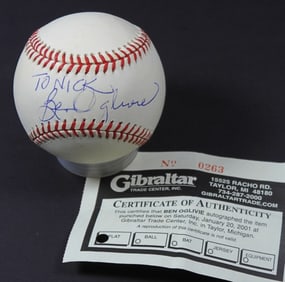 TO NICK
Ben Oglivie
No 0263
Gibraltar
TRADE CENTER, INC.
15525 RACHO RD.
TAYLOR, MI 48180
734-287-2000
GIBRALTARTRADE.COM
CERTIFICATE OF AUTHENTICITY
This certifies that BEN OGLIVIE autographed the item
punched below on Saturday, January 20, 2001 at
Gibraltar Trade Center, Inc. in Taylor, Michigan.
A reproduction of this certificate is not valid
FLAT BALL BAT JERSEY EQUIPMENT